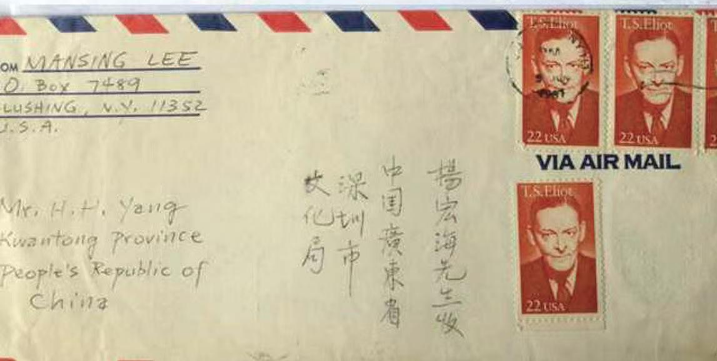 OM MANSING LEE
P.O. Box 7489
FLUSHING, N.Y. 11352
U.S.A.
T.S.Eliot
22 USA
T.S.Eliot
22 USA
VIA AIR MAIL
T.S.Eliot
22 USA
楊宏海先生收
中国廣東省
深圳市
文化局
Mr. H.H. Yang
Kwantong province
People's Republic of
China